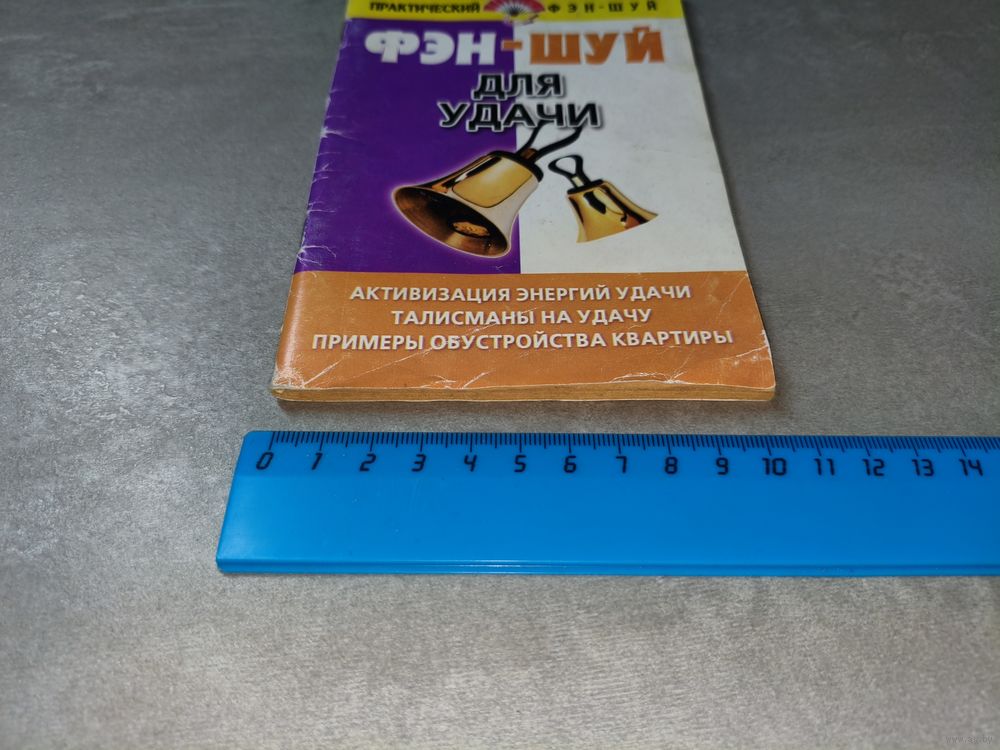 ПРАКТИЧЕСКИЙ ФЭН-ШУЙ
ФЭН-ШУЙ
ДЛЯ
УДАЧИ
АКТИВИЗАЦИЯ ЭНЕРГИЙ УДАЧИ
ТАЛИСМАНЫ НА УДАЧУ
ПРИМЕРЫ ОБУСТРОЙСТВА КВАРТИРЫ
0 1 2 3 4 5 6 7 8 9 10 11 12 13 14